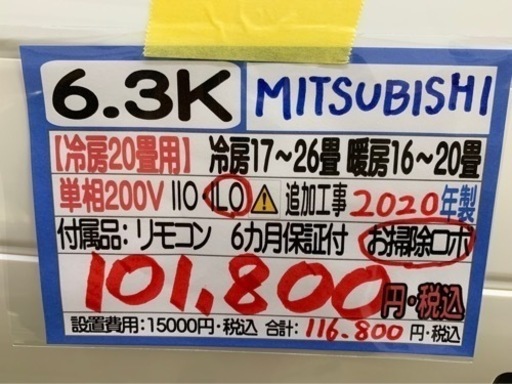 6.3K MITSUBISHI
【冷房20畳用】 冷房17～26畳 暖房16～20畳
単相200V IIO ILO 追加工事 2020年製
付属品：リモコン 6カ月保証付 お掃除ロボ
101,800円・税込
設置費用：15000円・税込 合計：116.800円・税込